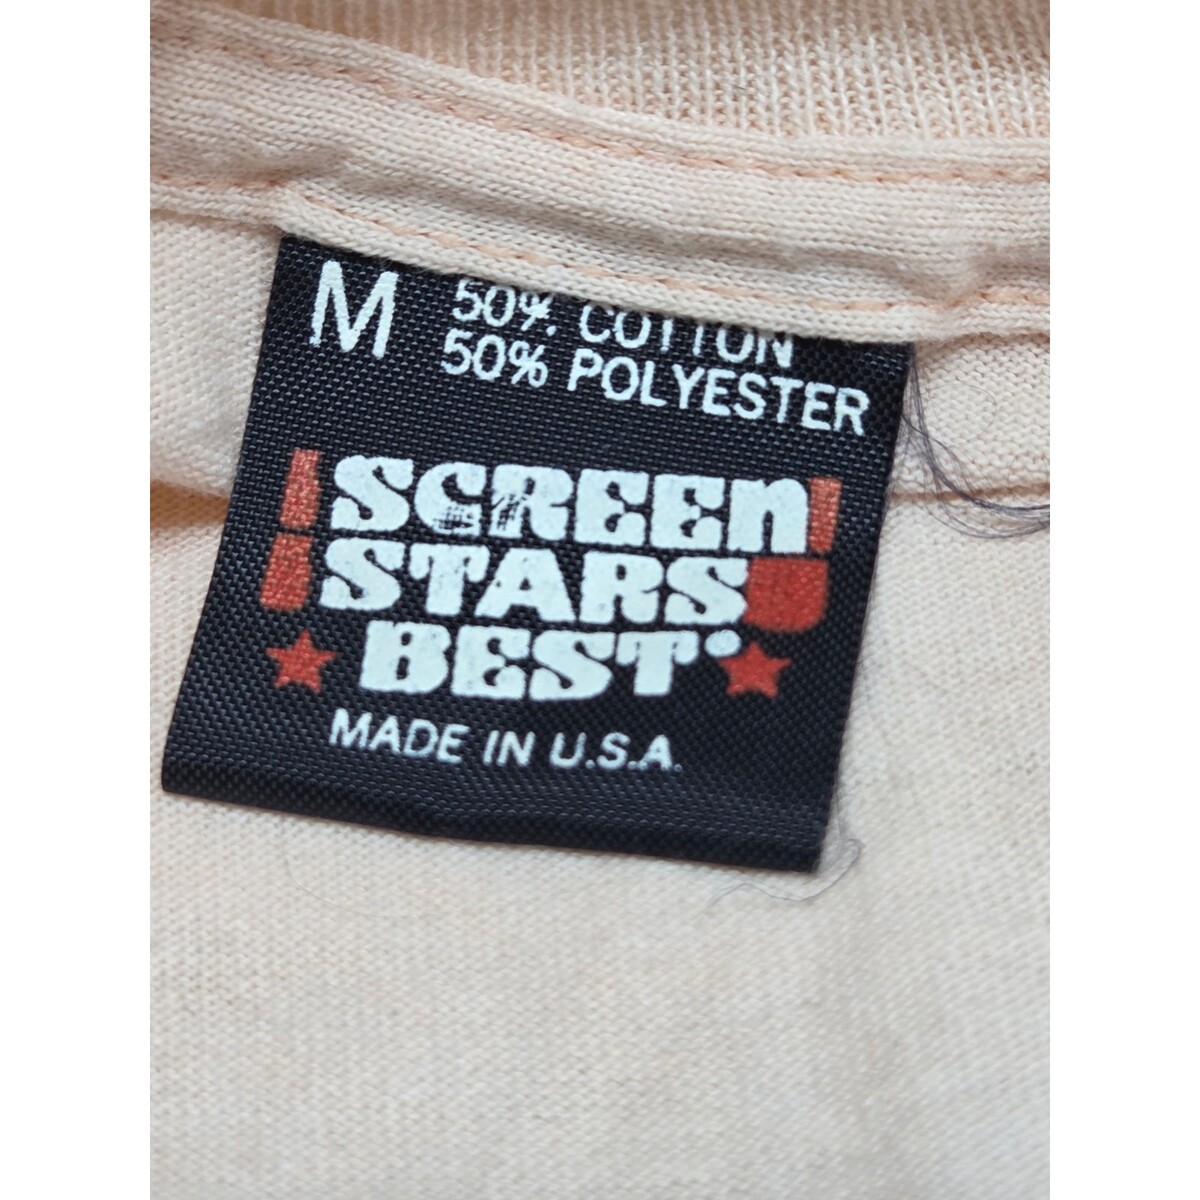 M
50% COTTON
50% POLYESTER
SCREEN
STARS
BEST®
MADE IN U.S.A.